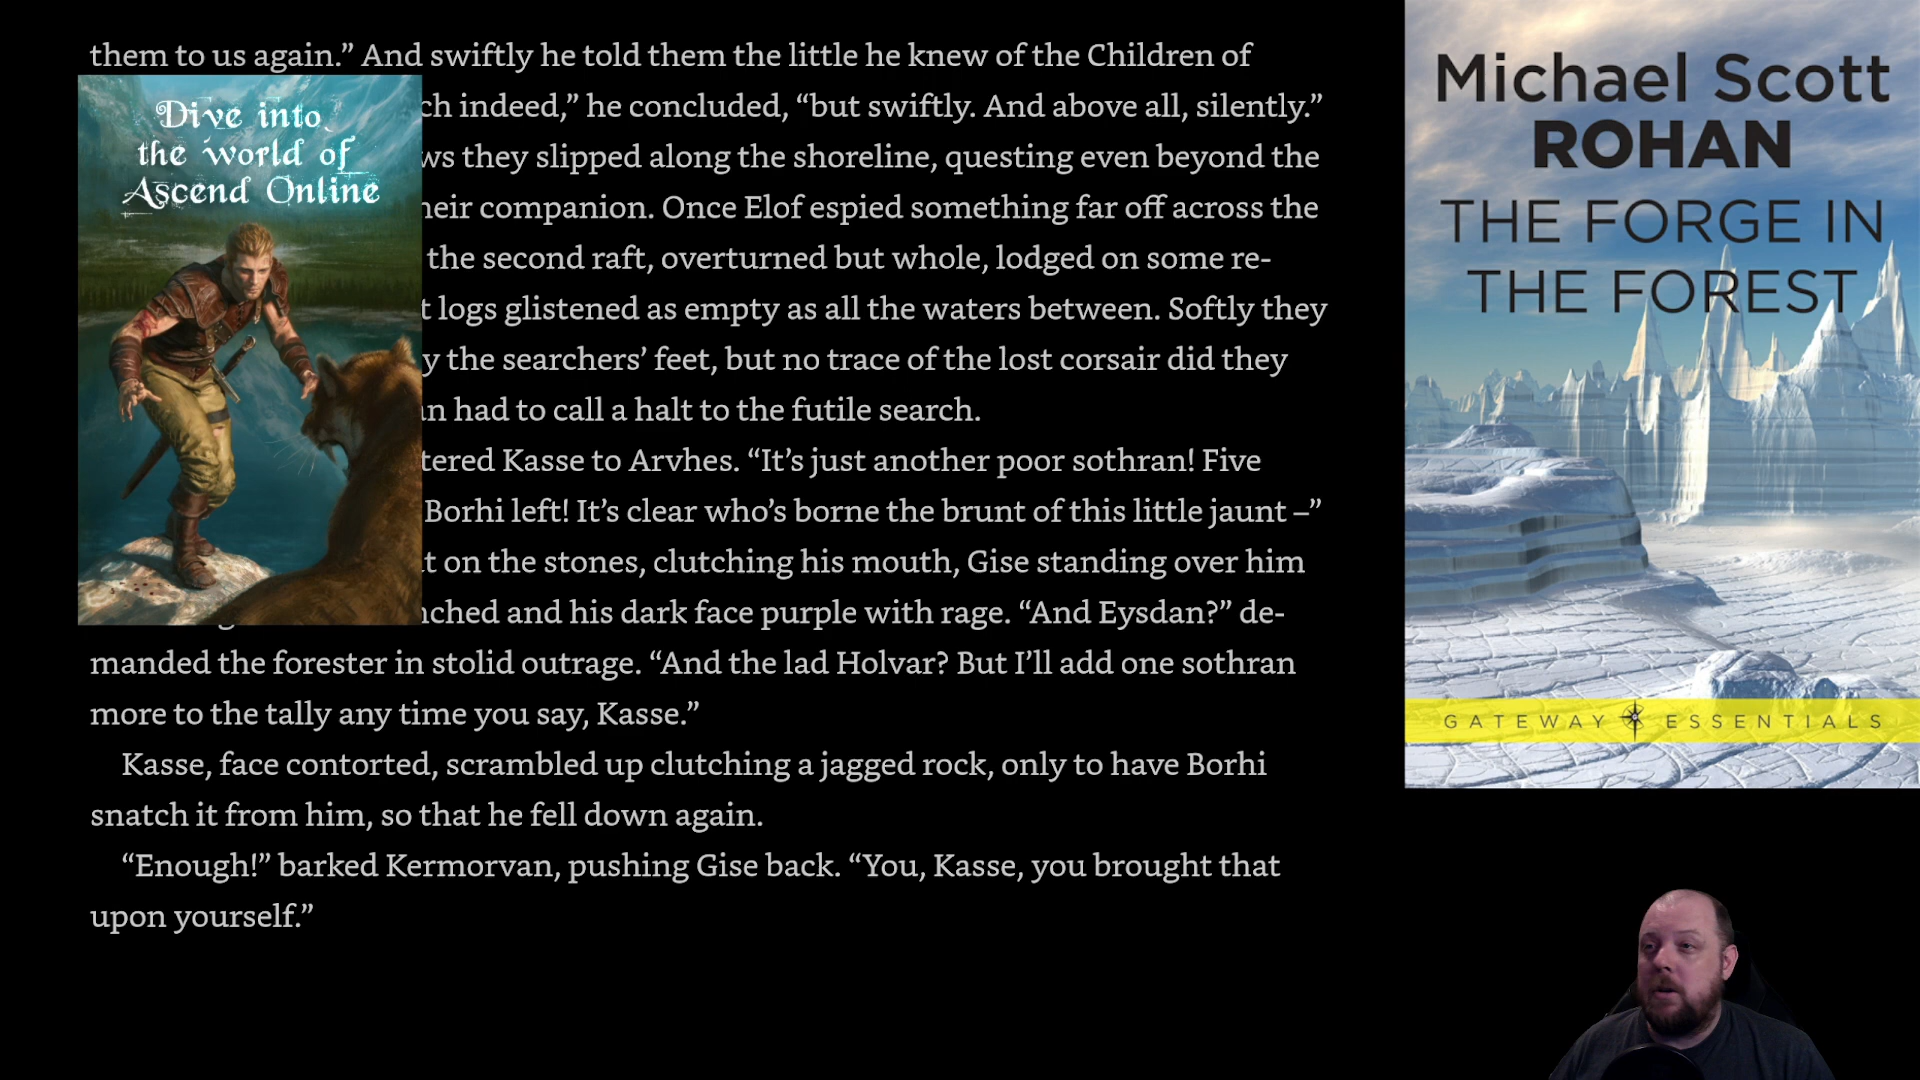 them to us again.” And swiftly he told them the little he knew of the Children of
indeed,” he concluded, “but swiftly. And above all, silently.”
they slipped along the shoreline, questing even beyond the
companion. Once Elof espied something far off across the
the second raft, overturned but whole, lodged on some re-
logs glistened as empty as all the waters between. Softly they
the searchers’ feet, but no trace of the lost corsair did they
had to call a halt to the futile search.
Kasse to Arvhes. “It’s just another poor sothran! Five
Borhi left! It’s clear who’s borne the brunt of this little jaunt –”
on the stones, clutching his mouth, Gise standing over him
and his dark face purple with rage. “And Eysdan?” de-
manded the forester in stolid outrage. “And the lad Holvar? But I’ll add one sothran
more to the tally any time you say, Kasse.”
Kasse, face contorted, scrambled up clutching a jagged rock, only to have Borhi
snatch it from him, so that he fell down again.
“Enough!” barked Kermorvan, pushing Gise back. “You, Kasse, you brought that
upon yourself.”
Dive into
the world of
Ascend Online
Michael Scott
ROHAN
THE FORGE IN
THE FOREST
GATEWAY ESSENTIALS